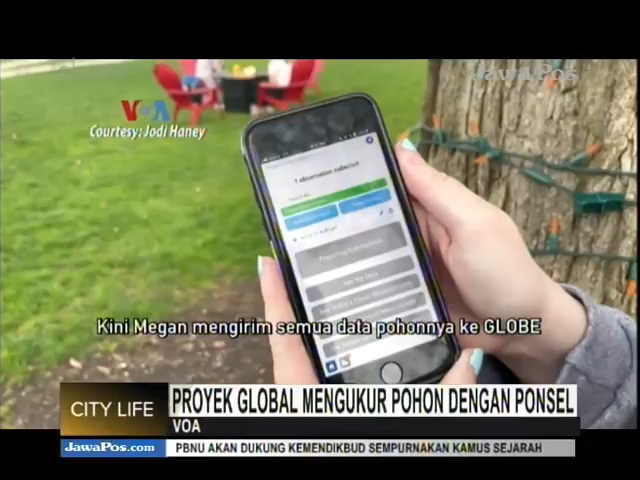 JawaPos
VOA
Courtesy: Jodi Haney
1 observation collected
Kini Megan mengirim semua data pohonnya ke GLOBE
CITY LIFE
PROYEK GLOBAL MENGUKUR POHON DENGAN PONSEL
VOA
JawaPos.com
PBNU AKAN DUKUNG KEMENDIKBUD SEMPURNAKAN KAMUS SEJARAH